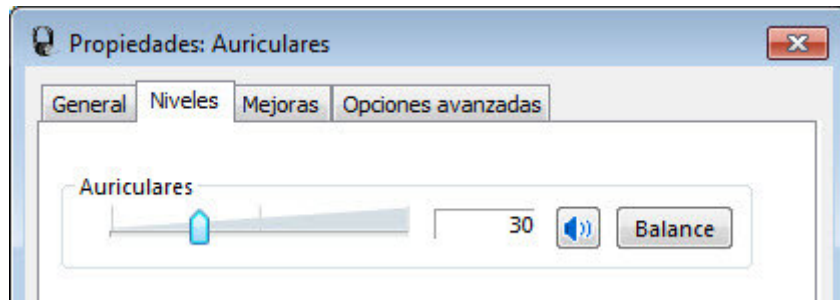 Propiedades: Auriculares
General Niveles Mejoras Opciones avanzadas
Auriculares
30 Balance